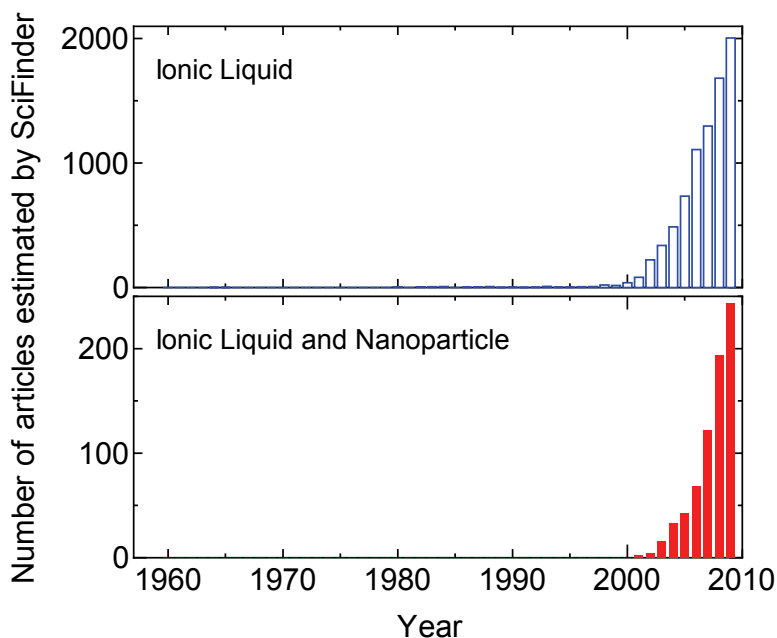 Number of articles estimated by SciFinder
2000
Ionic Liquid
1000
0
Ionic Liquid and Nanoparticle
200
100
0
1960 1970 1980 1990 2000 2010
Year